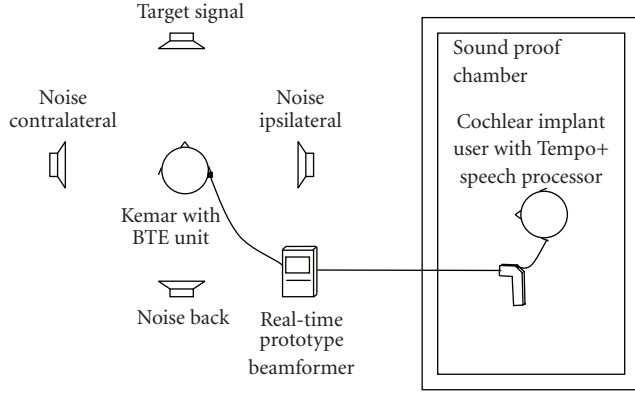 Target signal
Noise
contralateral
Noise
ipsilateral
Kemar with
BTE unit
Noise back
Real-time
prototype
beamformer
Sound proof
chamber
Cochlear implant
user with Tempo+
speech processor